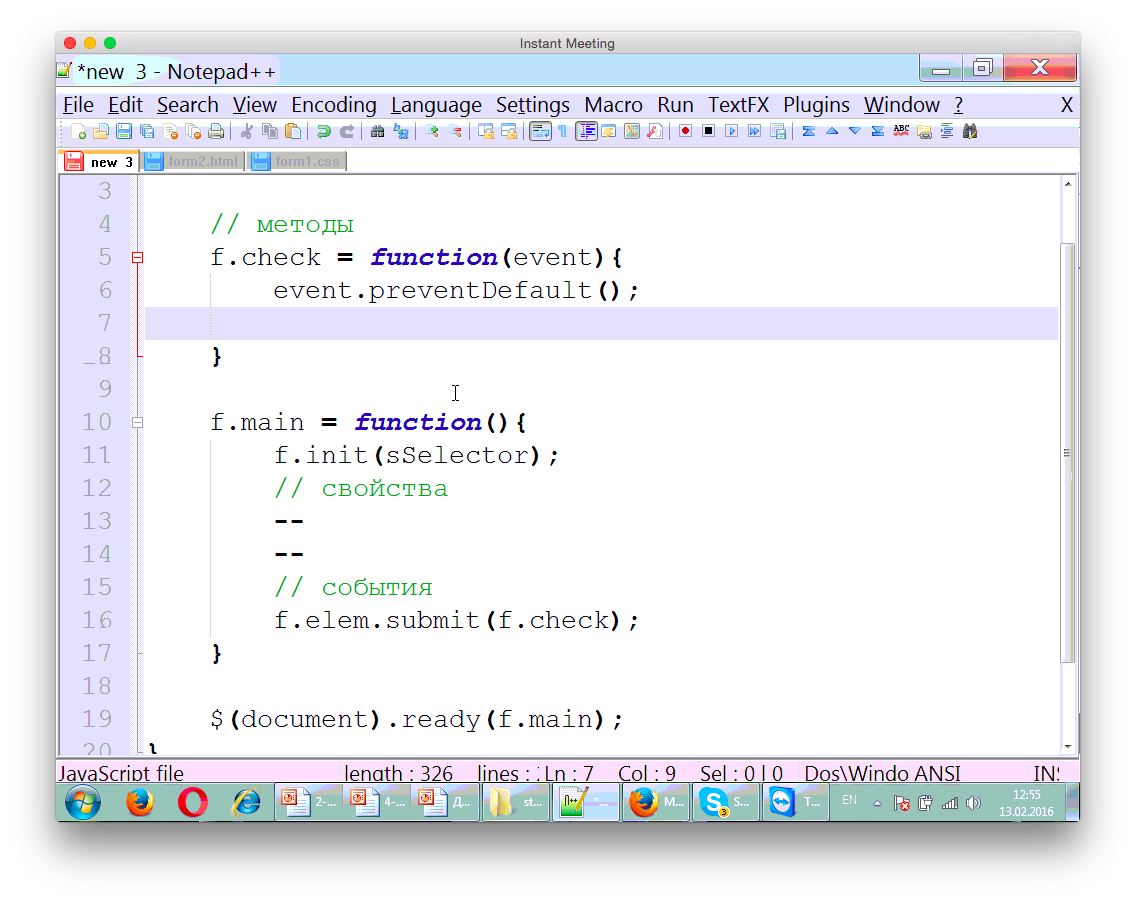 Instant Meeting
*new 3 - Notepad++
File Edit Search View Encoding Language Settings Macro Run TextFX Plugins Window ? X
ABC
new 3 form2.html form1.css
3
4 // методы
5 f.check = function(event){
6 event.preventDefault();
7
8 }
9
10 f.main = function(){
11 f.init(sSelector);
12 // свойства
13 --
14 --
15 // события
16 f.elem.submit(f.check);
17 }
18
19 $(document).ready(f.main);
20 }
JavaScript file length : 326 lines : Ln : 7 Col : 9 Sel : 0 | 0 Dos\Windo ANSI IN
2-... 4-... Д... st... "... М... S... T... EN 12:55
13.02.2016